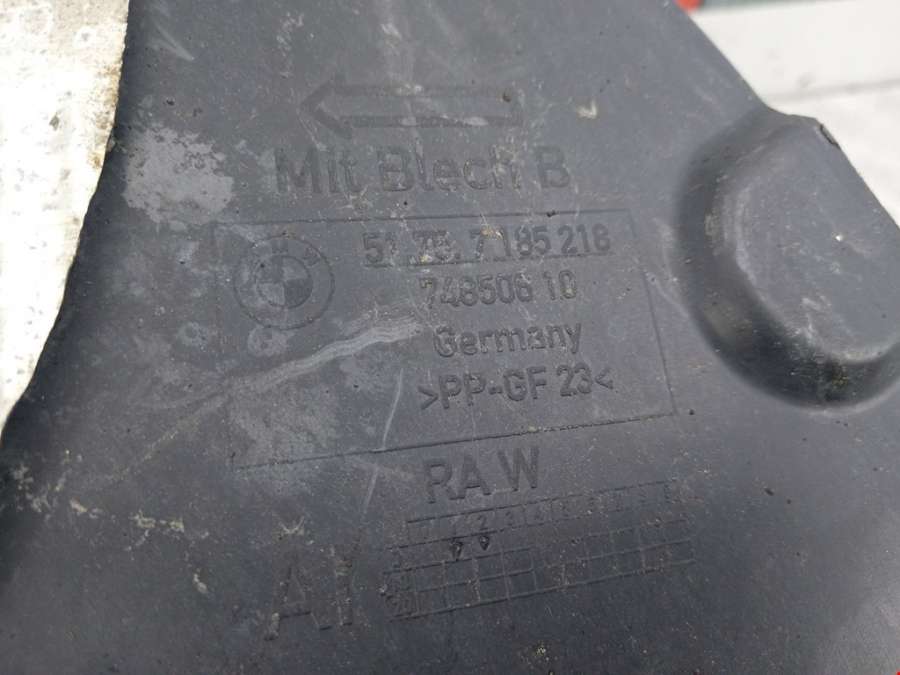 Mit Blech B
51.75. 7 185 218
748506 10
Germany
>PP-GF 23<
RA W